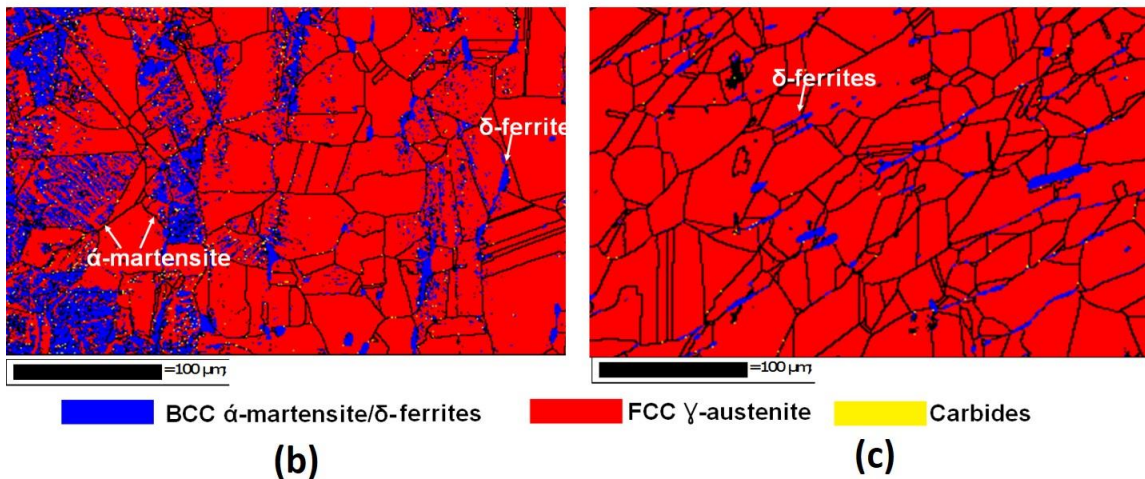 δ-ferrites
δ-ferrite
ά-martensite
=100 μm;
=100 μm;
BCC ά-martensite/δ-ferrites
FCC Ɣ-austenite
Carbides
(b)
(c)